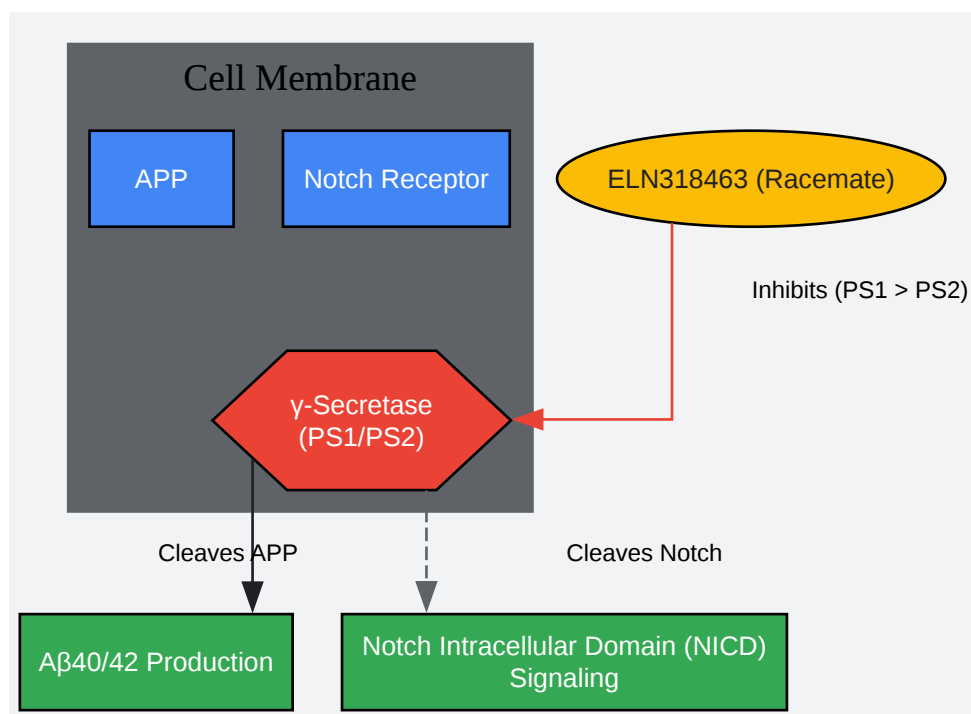 Cell Membrane
APP
Notch Receptor
ELN318463 (Racemate)
Inhibits (PS1 > PS2)
γ-Secretase
(PS1/PS2)
Cleaves APP
Cleaves Notch
Aβ40/42 Production
Notch Intracellular Domain (NICD)
Signaling